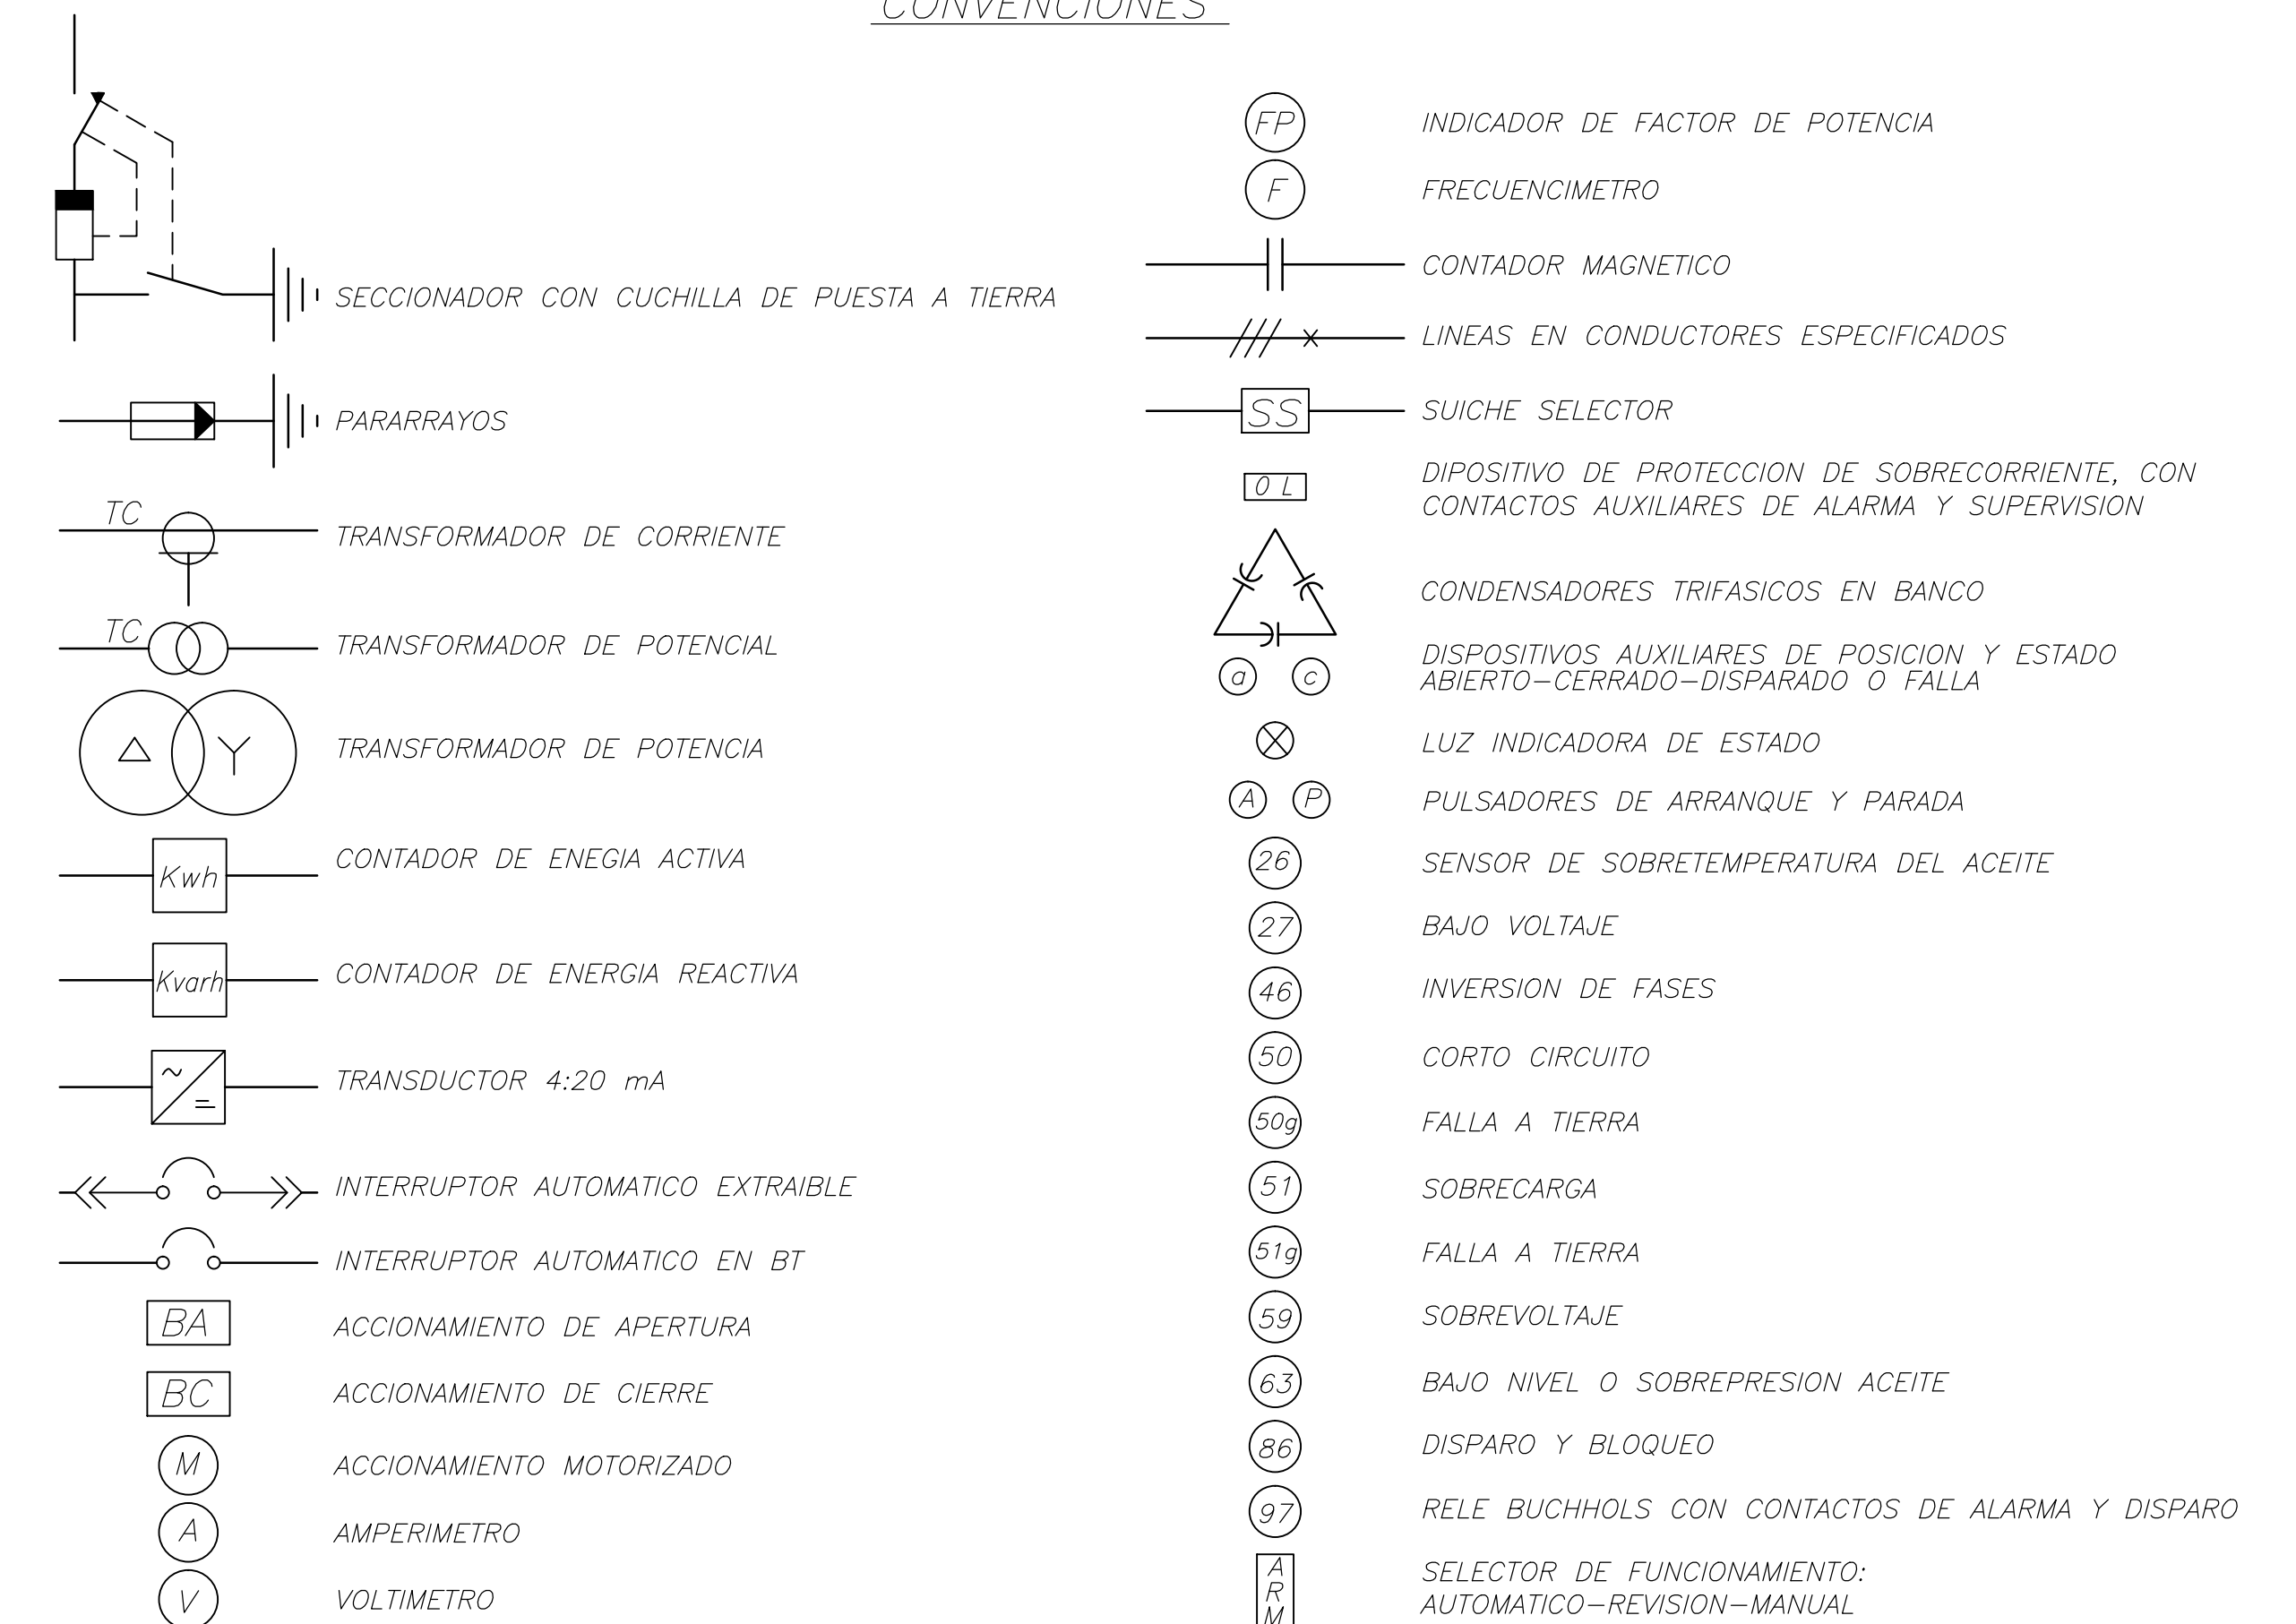 CONVENCIONES
SECCIONADOR CON CUCHILLA DE PUESTA A TIERRA
PARARRAYOS
TC
TRANSFORMADOR DE CORRIENTE
TC
TRANSFORMADOR DE POTENCIAL
TRANSFORMADOR DE POTENCIA
Kwh
CONTADOR DE ENEGIA ACTIVA
Kvarh
CONTADOR DE ENERGIA REACTIVA
TRANSDUCTOR 4:20 mA
INTERRUPTOR AUTOMATICO EXTRAIBLE
INTERRUPTOR AUTOMATICO EN BT
BA
ACCIONAMIENTO DE APERTURA
BC
ACCIONAMIENTO DE CIERRE
M
ACCIONAMIENTO MOTORIZADO
A
AMPERIMETRO
V
VOLTIMETRO
FP
INDICADOR DE FACTOR DE POTENCIA
F
FRECUENCIMETRO
CONTADOR MAGNETICO
LINEAS EN CONDUCTORES ESPECIFICADOS
SS
SUICHE SELECTOR
OL
DIPOSITIVO DE PROTECCION DE SOBRECORRIENTE, CON
CONTACTOS AUXILIARES DE ALARMA Y SUPERVISION
CONDENSADORES TRIFASICOS EN BANCO
a c
DISPOSITIVOS AUXILIARES DE POSICION Y ESTADO
ABIERTO-CERRADO-DISPARADO O FALLA
LUZ INDICADORA DE ESTADO
A P
PULSADORES DE ARRANQUE Y PARADA
26
SENSOR DE SOBRETEMPERATURA DEL ACEITE
27
BAJO VOLTAJE
46
INVERSION DE FASES
50
CORTO CIRCUITO
50g
FALLA A TIERRA
51
SOBRECARGA
51g
FALLA A TIERRA
59
SOBREVOLTAJE
63
BAJO NIVEL O SOBREPRESION ACEITE
86
DISPARO Y BLOQUEO
97
RELE BUCHHOLS CON CONTACTOS DE ALARMA Y DISPARO
A
R
M
SELECTOR DE FUNCIONAMIENTO:
AUTOMATICO-REVISION-MANUAL